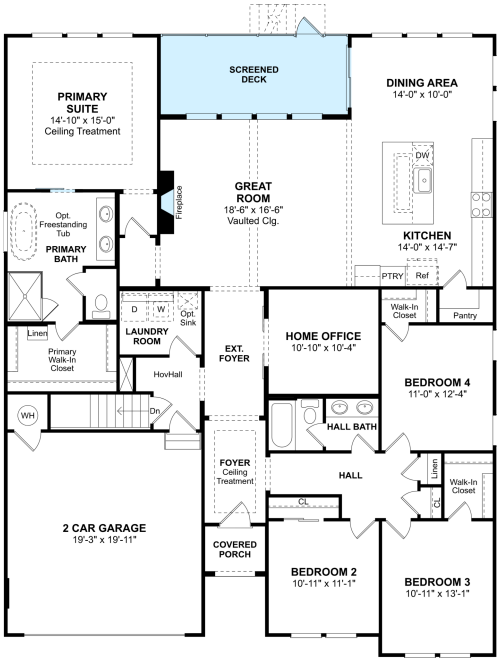 SCREENED
DECK
PRIMARY
SUITE
14'-10" x 15'-0"
Ceiling Treatment
DINING AREA
14'-0" x 10'-0"
DW
GREAT
ROOM
18'-6" x 16'-6"
Vaulted Clg.
Fireplace
KITCHEN
14'-0" x 14'-7"
PTRY
Ref
Opt.
Freestanding
Tub
PRIMARY
BATH
D
W
Opt.
Sink
LAUNDRY
ROOM
Walk-In
Closet
Pantry
Linen
Primary
Walk-In
Closet
HovHall
EXT.
FOYER
HOME OFFICE
10'-10" x 10'-4"
BEDROOM 4
11'-0" x 12'-4"
WH
Dn
HALL BATH
FOYER
Ceiling
Treatment
HALL
Linen
Walk-In
Closet
CL
CL
2 CAR GARAGE
19'-3" x 19'-11"
COVERED
PORCH
BEDROOM 2
10'-11" x 11'-1"
BEDROOM 3
10'-11" x 13'-1"